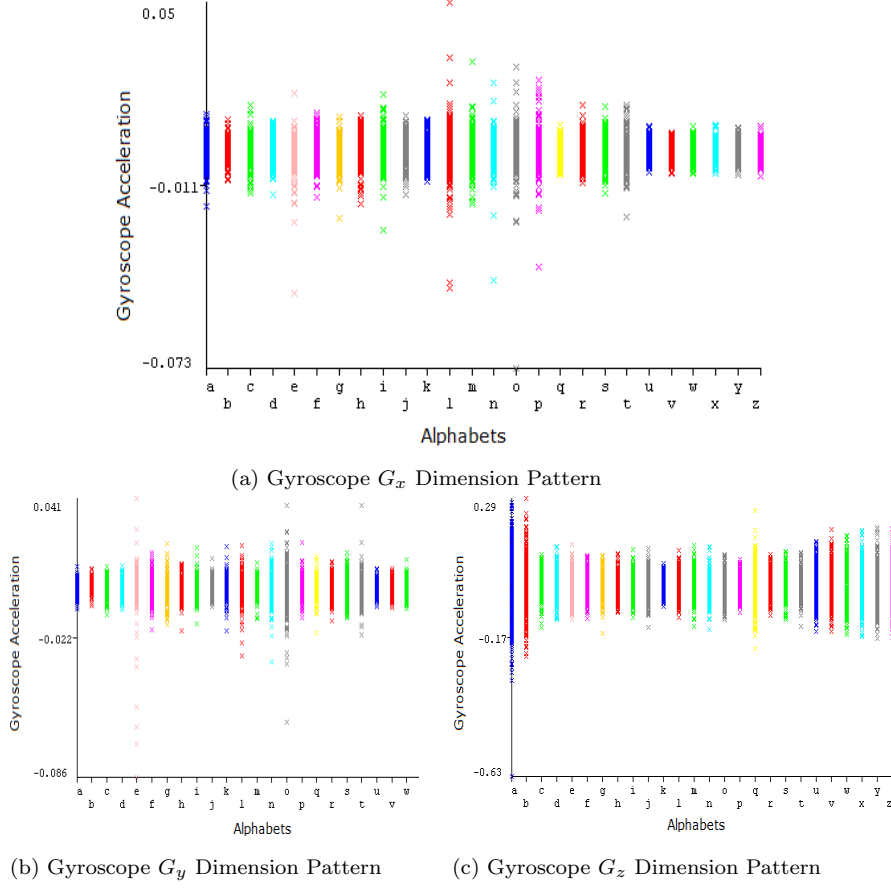 0.05
Gyroscope Acceleration
-0.011
-0.073
a c e g i k m o q s u w y
b d f h j l n p r t v x z
Alphabets
(a) Gyroscope Gx Dimension Pattern
0.041
Gyroscope Acceleration
-0.022
-0.086
a c e g i k m o q s u w
b d f h j l n p r t v
Alphabets
(b) Gyroscope Gy Dimension Pattern
0.29
Gyroscope Acceleration
-0.17
-0.63
a c e g i k m o q s u w y
b d f h j l n p r t v x z
Alphabets
(c) Gyroscope Gz Dimension Pattern